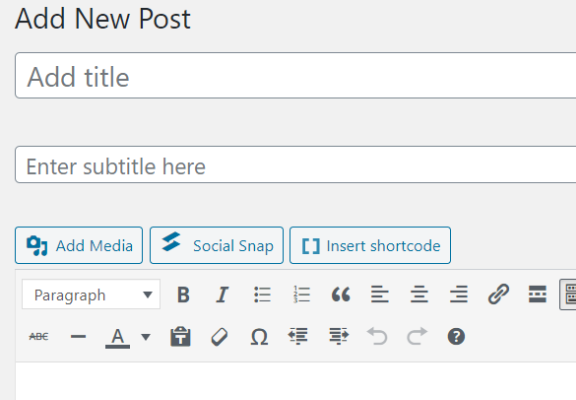 Add New Post
Add title
Enter subtitle here
Add Media Social Snap Insert shortcode
Paragraph B I
ABC A Ω ?